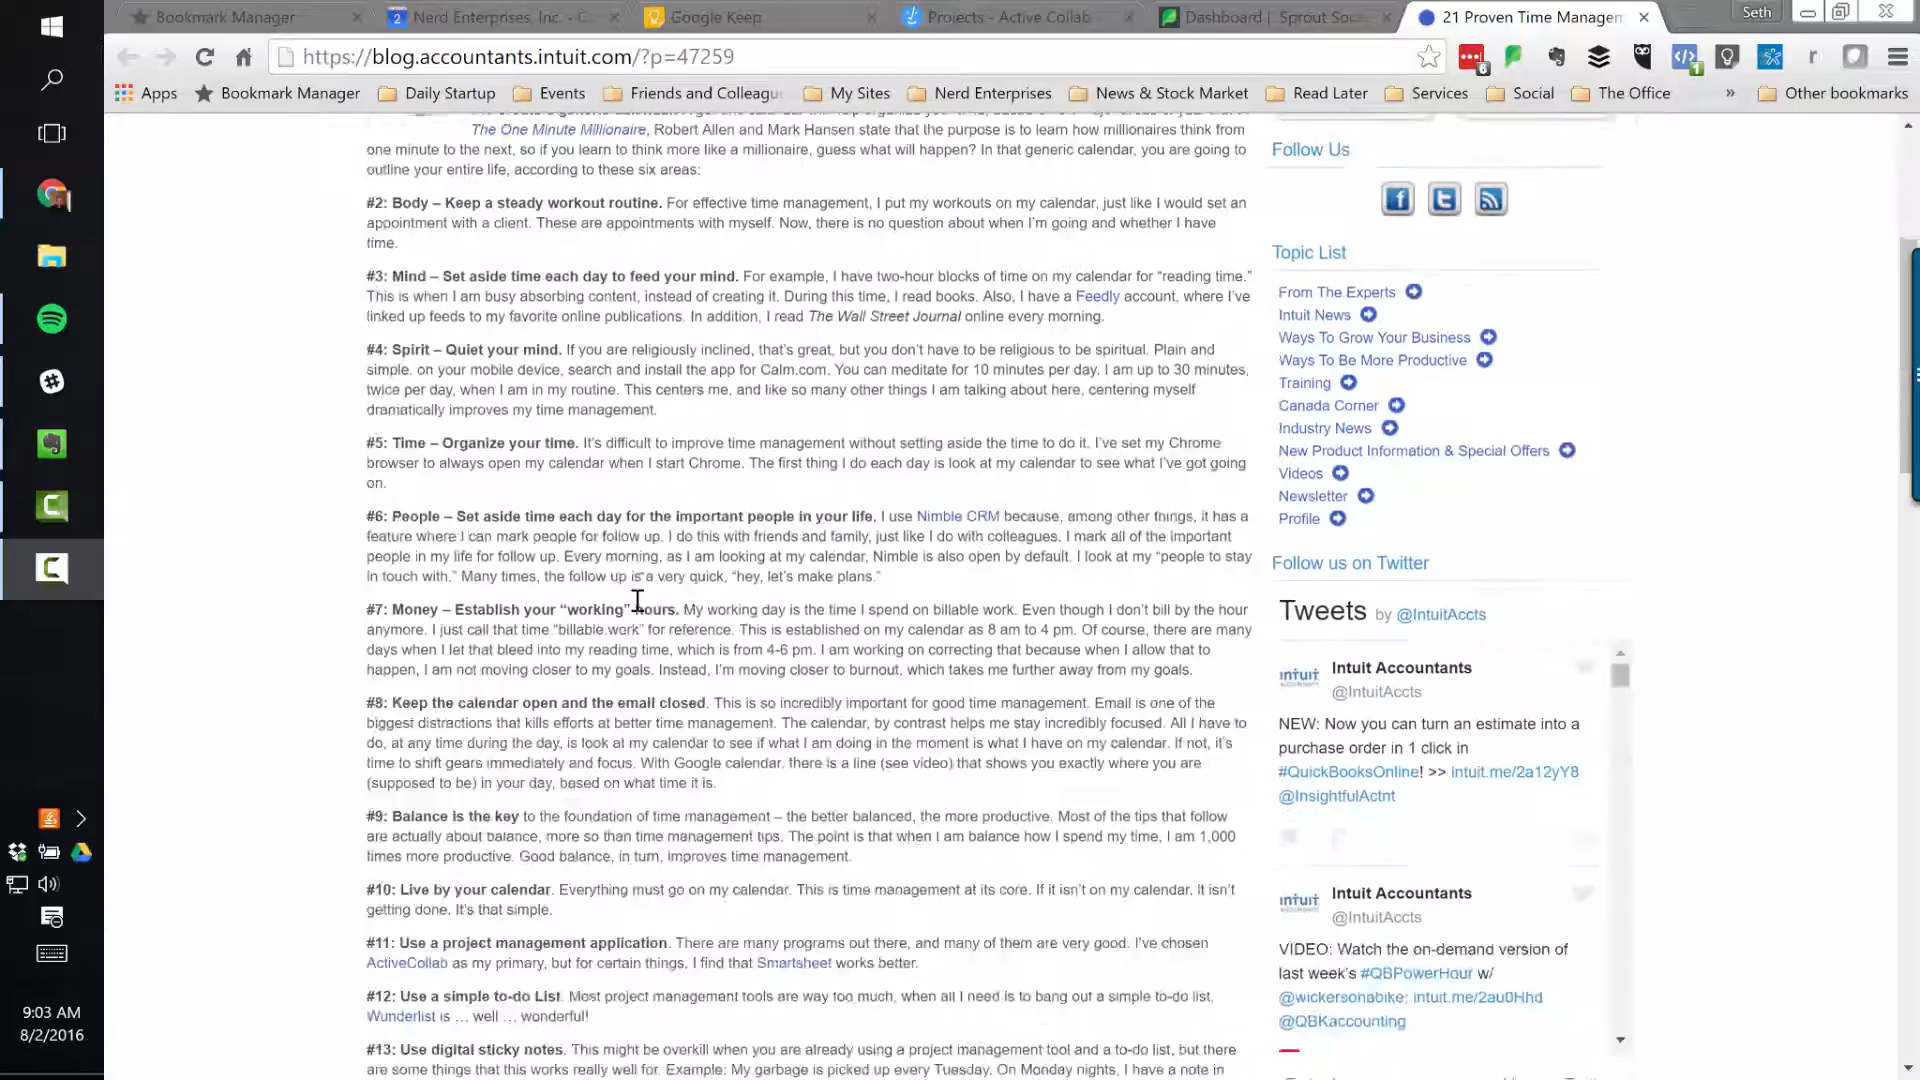 Bookmark Manager
Nerd Enterprises, Inc. - C
Google Keep
Projects - Active Collab
Dashboard | Sprout Soc
21 Proven Time Managem
Seth
https://blog.accountants.intuit.com/?p=47259
6
1
Apps
Bookmark Manager
Daily Startup
Events
Friends and Colleagu
My Sites
Nerd Enterprises
News & Stock Market
Read Later
Services
Social
The Office
»
Other bookmarks
The One Minute Millionaire, Robert Allen and Mark Hansen state that the purpose is to learn how millionaires think from
one minute to the next, so if you learn to think more like a millionaire, guess what will happen? In that generic calendar, you are going to
outline your entire life, according to these six areas:
#2: Body – Keep a steady workout routine. For effective time management, I put my workouts on my calendar, just like I would set an
appointment with a client. These are appointments with myself. Now, there is no question about when I'm going and whether I have
time.
#3: Mind – Set aside time each day to feed your mind. For example, I have two-hour blocks of time on my calendar for “reading time.”
This is when I am busy absorbing content, instead of creating it. During this time, I read books. Also, I have a Feedly account, where I've
linked up feeds to my favorite online publications. In addition, I read The Wall Street Journal online every morning.
#4: Spirit – Quiet your mind. If you are religiously inclined, that's great, but you don't have to be religious to be spiritual. Plain and
simple. on your mobile device, search and install the app for Calm.com. You can meditate for 10 minutes per day. I am up to 30 minutes,
twice per day, when I am in my routine. This centers me, and like so many other things I am talking about here, centering myself
dramatically improves my time management.
#5: Time – Organize your time. It's difficult to improve time management without setting aside the time to do it. I've set my Chrome
browser to always open my calendar when I start Chrome. The first thing I do each day is look at my calendar to see what I've got going
on.
#6: People – Set aside time each day for the important people in your life. I use Nimble CRM because, among other things, it has a
feature where I can mark people for follow up. I do this with friends and family, just like I do with colleagues. I mark all of the important
people in my life for follow up. Every morning, as I am looking at my calendar, Nimble is also open by default. I look at my “people to stay
in touch with.” Many times, the follow up is a very quick, “hey, let's make plans.”
#7: Money – Establish your “working” hours. My working day is the time I spend on billable work. Even though I don't bill by the hour
anymore. I just call that time “billable work” for reference. This is established on my calendar as 8 am to 4 pm. Of course, there are many
days when I let that bleed into my reading time, which is from 4-6 pm. I am working on correcting that because when I allow that to
happen, I am not moving closer to my goals. Instead, I'm moving closer to burnout, which takes me further away from my goals.
#8: Keep the calendar open and the email closed. This is so incredibly important for good time management. Email is one of the
biggest distractions that kills efforts at better time management. The calendar, by contrast helps me stay incredibly focused. All I have to
do, at any time during the day, is look at my calendar to see if what I am doing in the moment is what I have on my calendar. If not, it's
time to shift gears immediately and focus. With Google calendar. there is a line (see video) that shows you exactly where you are
(supposed to be) in your day, based on what time it is.
#9: Balance is the key to the foundation of time management – the better balanced, the more productive. Most of the tips that follow
are actually about balance, more so than time management tips. The point is that when I am balance how I spend my time, I am 1,000
times more productive. Good balance, in turn, improves time management.
#10: Live by your calendar. Everything must go on my calendar. This is time management at its core. If it isn't on my calendar. It isn't
getting done. It's that simple.
#11: Use a project management application. There are many programs out there, and many of them are very good. I've chosen
ActiveCollab as my primary, but for certain things. I find that Smartsheet works better.
#12: Use a simple to-do List. Most project management tools are way too much, when all I need is to bang out a simple to-do list,
Wunderlist is … well … wonderful!
#13: Use digital sticky notes. This might be overkill when you are already using a project management tool and a to-do list, but there
are some things that this works really well for. Example: My garbage is picked up every Tuesday. On Monday nights, I have a note in
Follow Us
Topic List
From The Experts
Intuit News
Ways To Grow Your Business
Ways To Be More Productive
Training
Canada Corner
Industry News
New Product Information & Special Offers
Videos
Newsletter
Profile
Follow us on Twitter
Tweets by @IntuitAccts
intuit
Intuit Accountants
@IntuitAccts
NEW: Now you can turn an estimate into a
purchase order in 1 click in
#QuickBooksOnline! >> intuit.me/2a12yY8
@InsightfulActnt
intuit
Intuit Accountants
@IntuitAccts
VIDEO: Watch the on-demand version of
last week's #QBPowerHour w/
@wickersonabike: intuit.me/2au0Hhd
@QBKaccounting
9:03 AM
8/2/2016